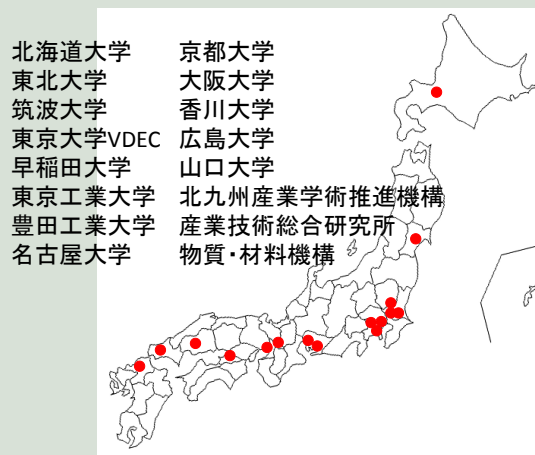 北海道大学
東北大学
筑波大学
東京大学VDEC
早稲田大学
東京工業大学
豊田工業大学
名古屋大学
京都大学
大阪大学
香川大学
広島大学
山口大学
北九州産業学術推進機構
産業技術総合研究所
物質・材料機構